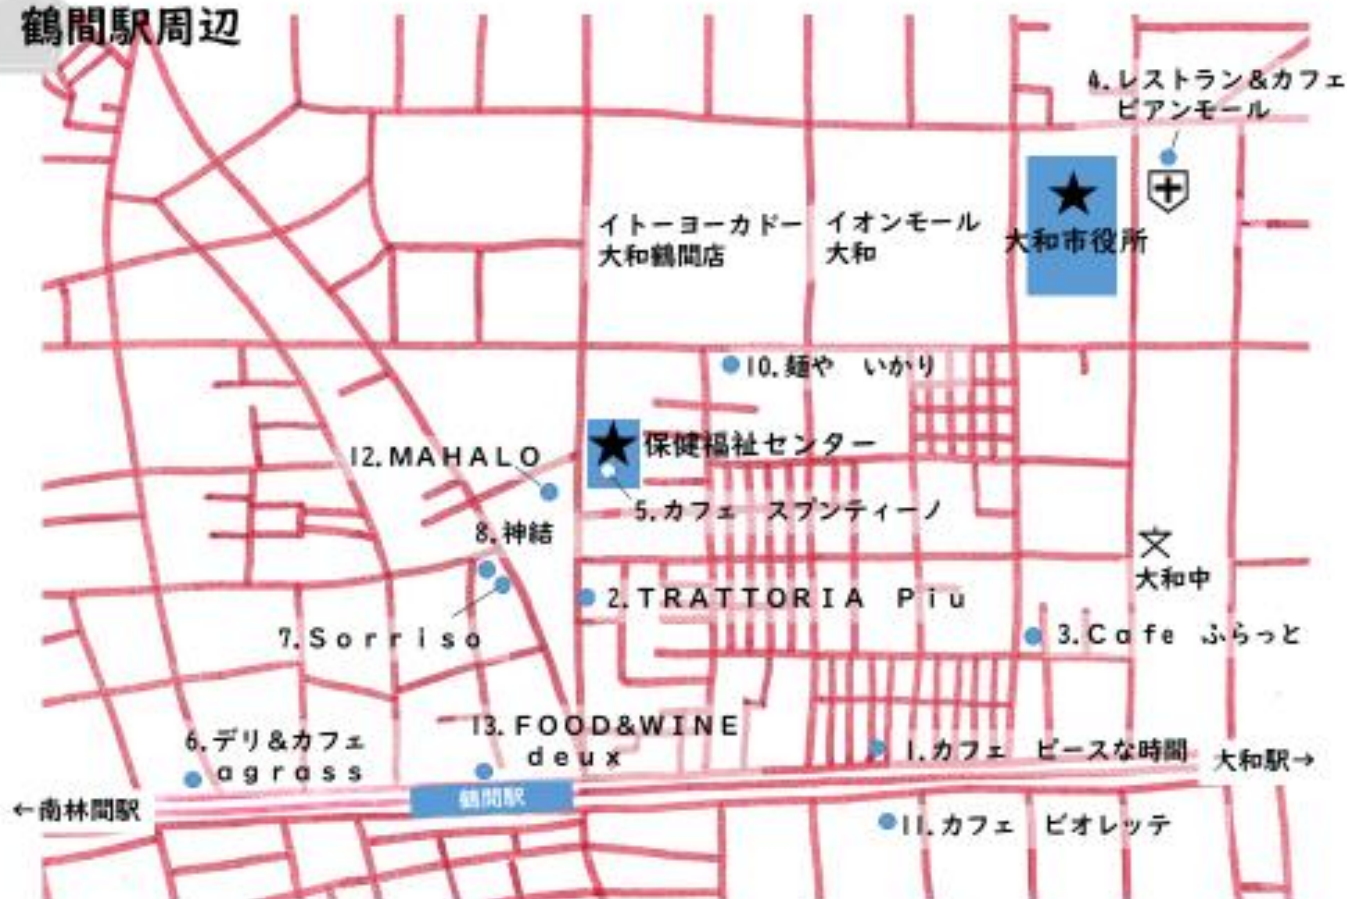 鶴間駅周辺
4.レストラン&カフェ
ビアンモール
イトーヨーカドー
大和鶴間店
イオンモール
大和
大和市役所
10.麺や　いかり
12.MAHALO
保健福祉センター
5.カフェ　スプンティーノ
8.神結
大和中
2.TRATTORIA　Piu
7.Sorriso
3.Cafe　ふらっと
13.FOOD&WINE
deux
6.デリ&カフェ
agrass
1.カフェ　ピースな時間
大和駅→
←南林間駅
鶴間駅
11.カフェ　ビオレッテ